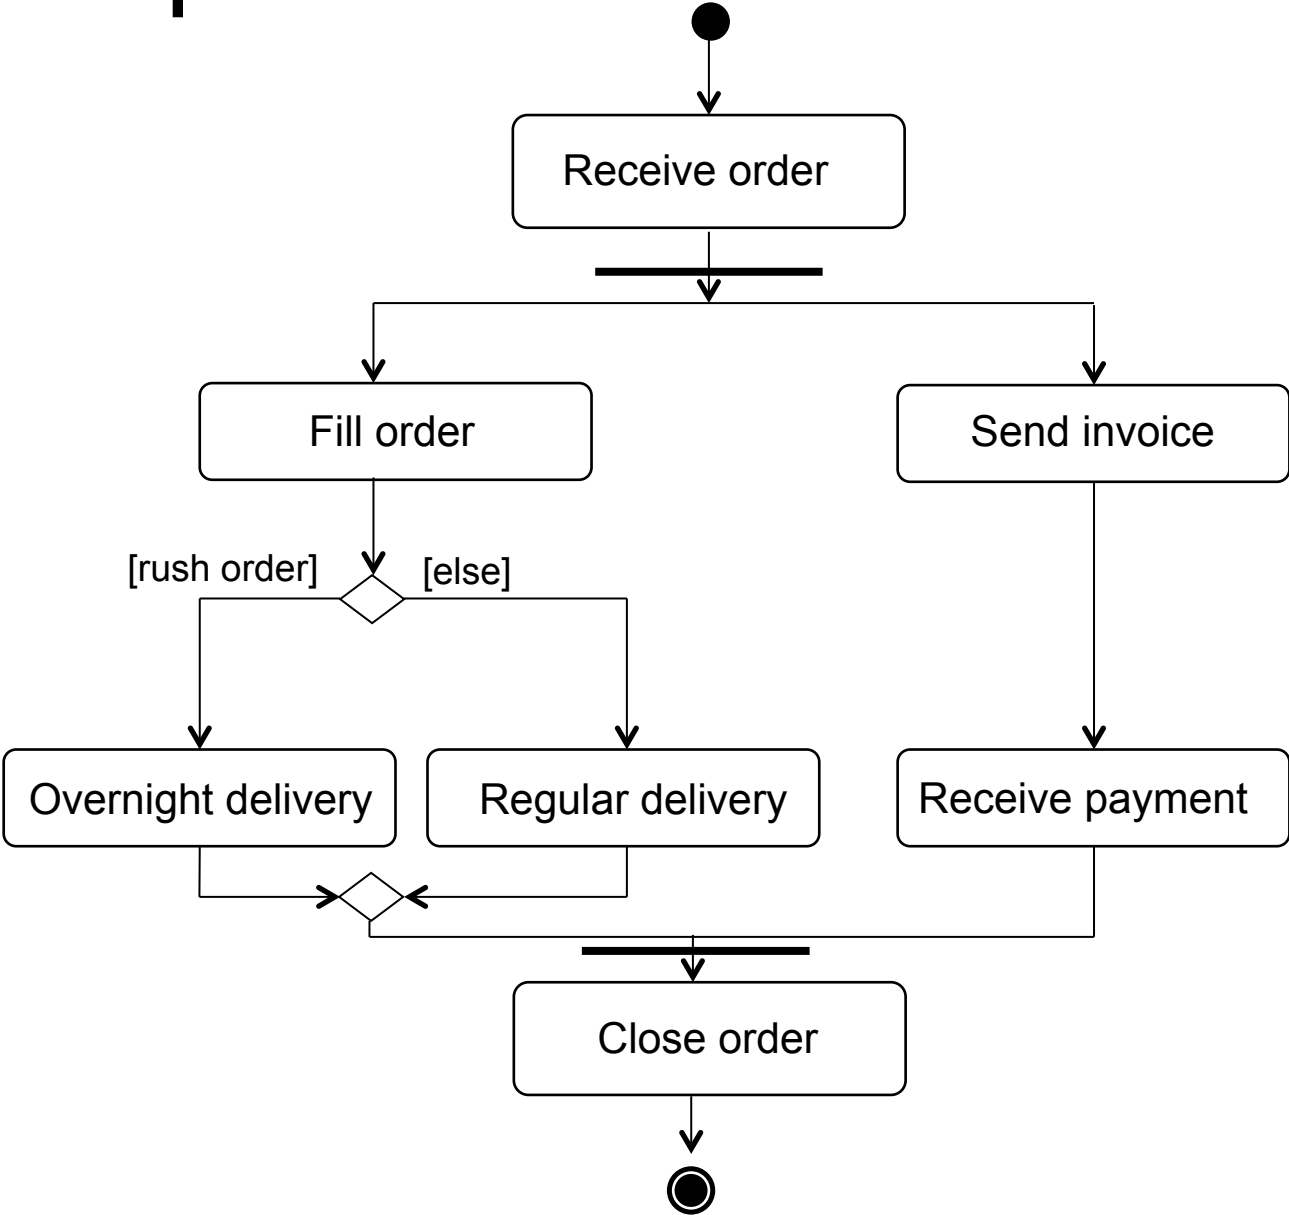 Receive order
Fill order
Send invoice
[rush order]
[else]
Overnight delivery
Regular delivery
Receive payment
Close order